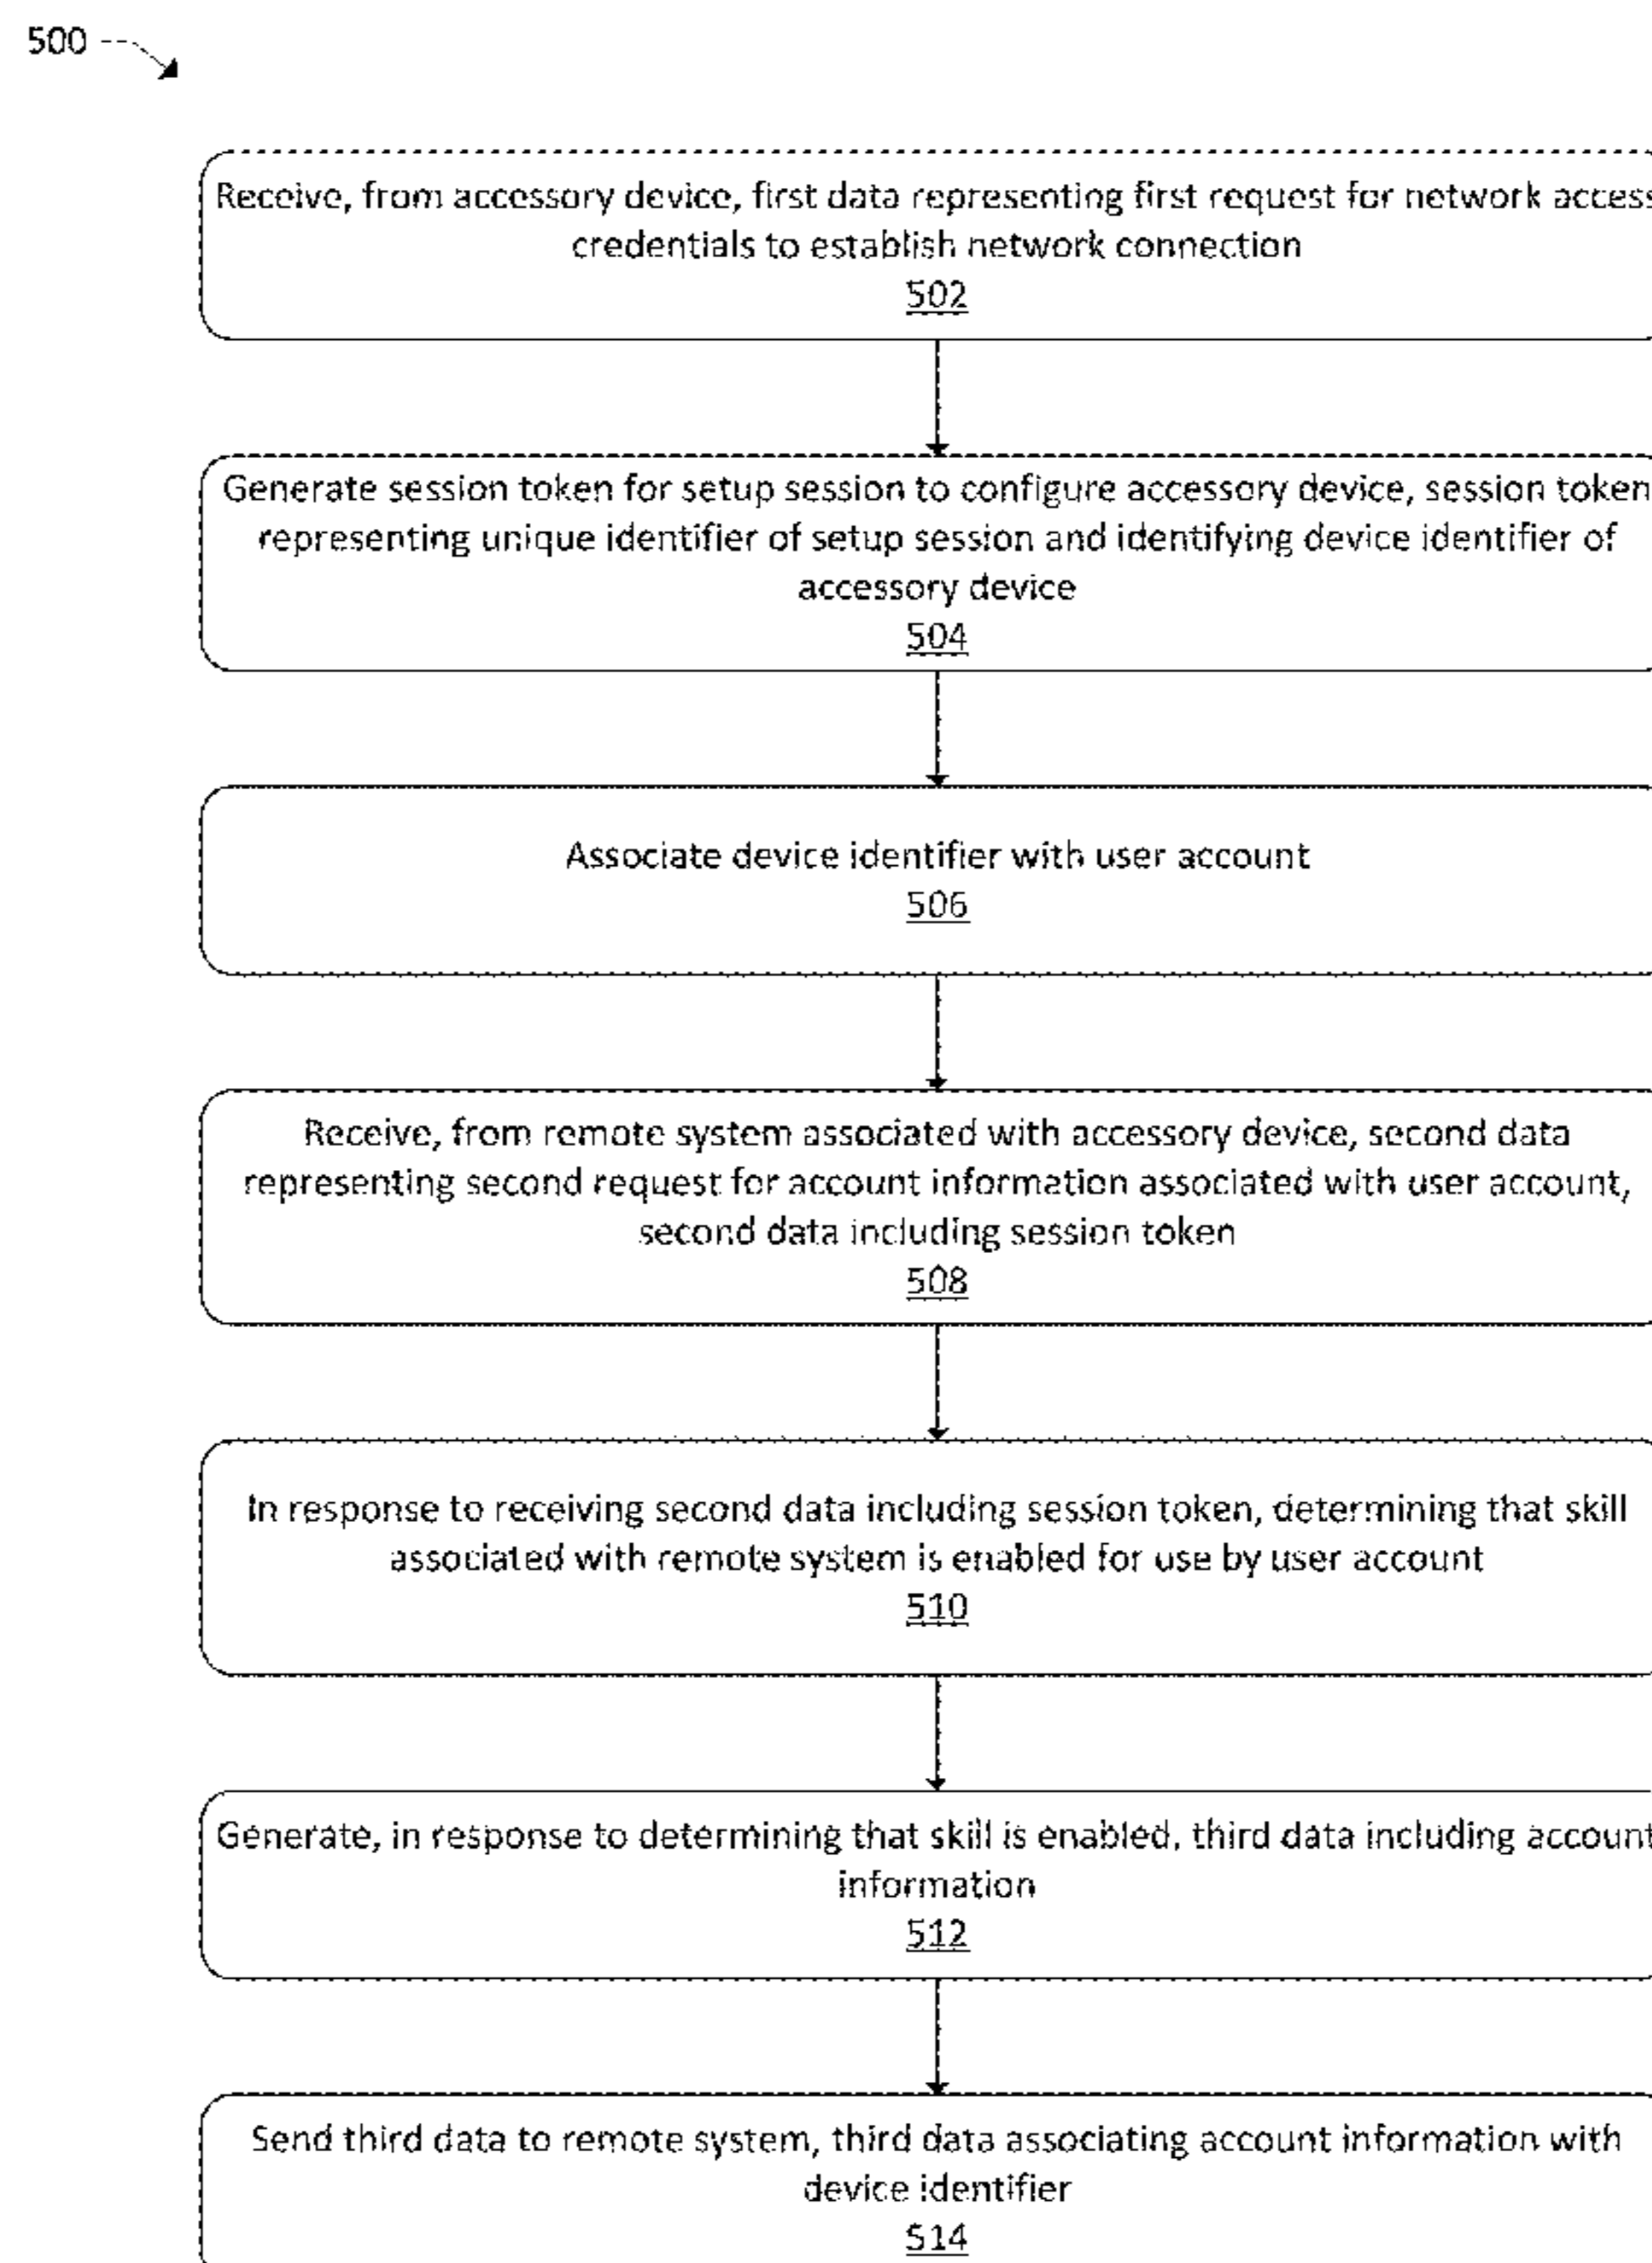 500
Receive, from accessory device, first data representing first request for network access
credentials to establish network connection
502
Generate session token for setup session to configure accessory device, session token
representing unique identifier of setup session and identifying device identifier of
accessory device
504
Associate device identifier with user account
506
Receive, from remote system associated with accessory device, second data
representing second request for account information associated with user account,
second data including session token
508
In response to receiving second data including session token, determining that skill
associated with remote system is enabled for use by user account
510
Generate, in response to determining that skill is enabled, third data including account
information
512
Send third data to remote system, third data associating account information with
device identifier
514